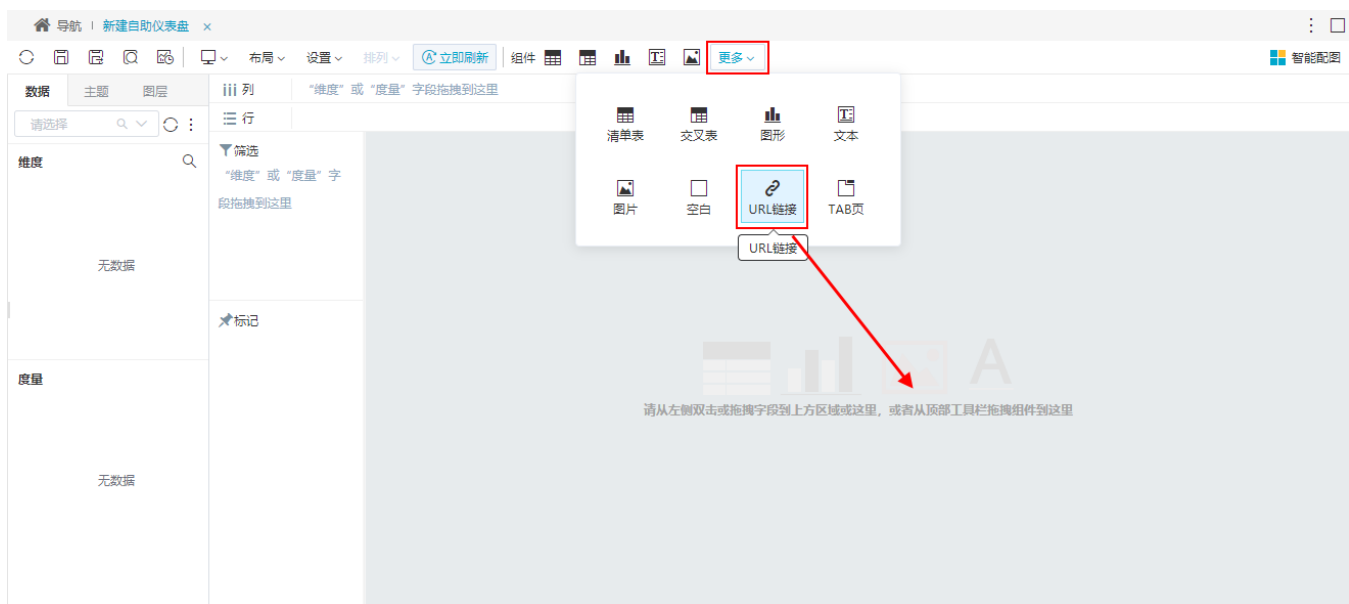 导航 新建自助仪表盘 ×
布局 设置 排列 立即刷新 组件 更多 智能配图
数据 主题 图层
列 “维度”或“度量”字段拖拽到这里
请选择
行
清单表 交叉表 图形 文本
维度
筛选
“维度”或“度量”字
段拖拽到这里
图片 空白 URL链接 TAB页
URL链接
无数据
标记
度量
请从左侧双击或拖拽字段到上方区域或这里，或者从顶部工具栏拖拽组件到这里
无数据